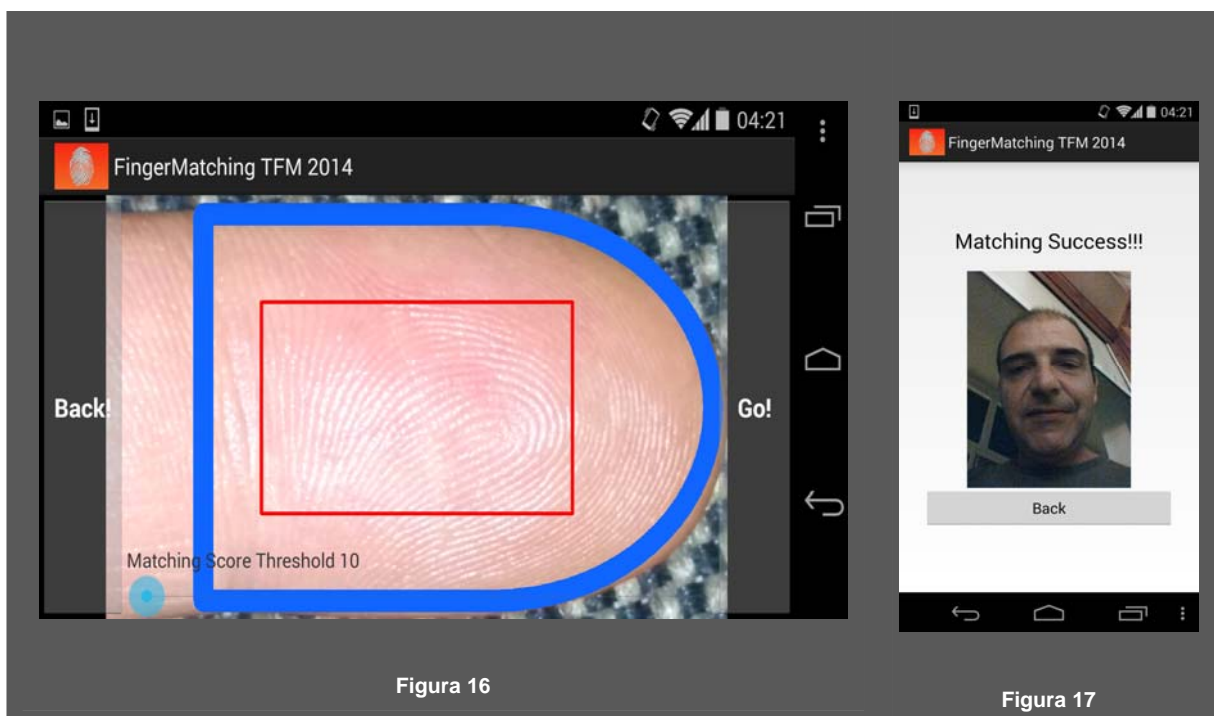 04:21
FingerMatching TFM 2014
Back!
Go!
Matching Score Threshold 10
Figura 16
04:21
FingerMatching TFM 2014
Matching Success!!!
Back
Figura 17